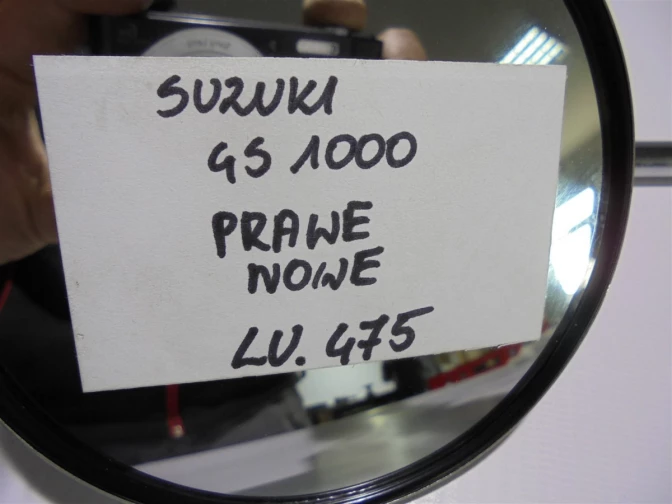 SUZUKI
GS 1000
PRAWE
NOWE
LU. 475